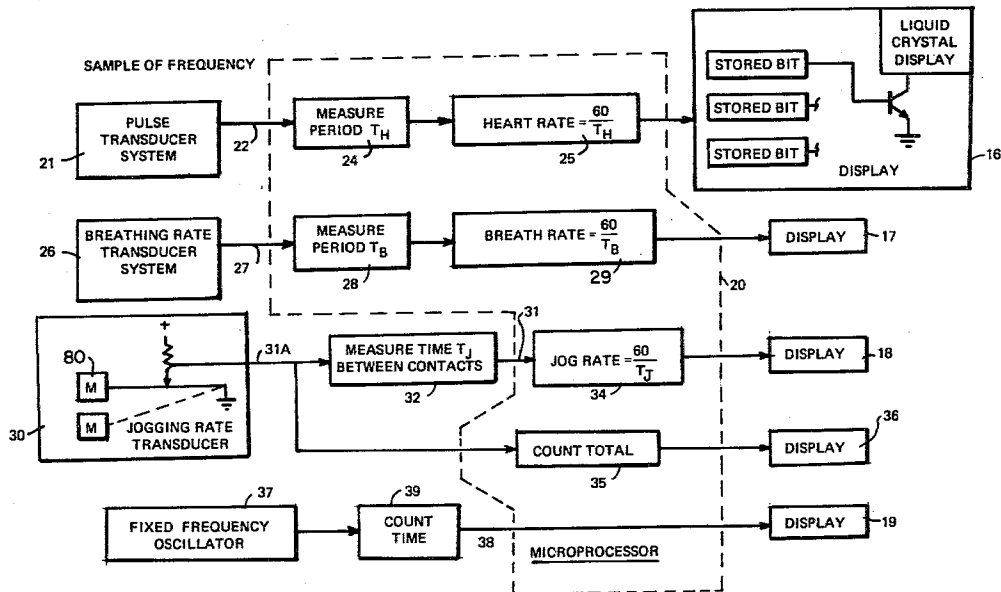 SAMPLE OF FREQUENCY
PULSE
TRANSDUCER
SYSTEM
21
22
MEASURE
PERIOD T_H
24
HEART RATE = 60/T_H
25
STORED BIT
STORED BIT
STORED BIT
LIQUID
CRYSTAL
DISPLAY
DISPLAY
16
BREATHING RATE
TRANSDUCER
SYSTEM
26
27
MEASURE
PERIOD T_B
28
BREATH RATE = 60/T_B
29
20
DISPLAY
17
80
M
M
+
JOGGING RATE
TRANSDUCER
30
31A
MEASURE TIME T_J
BETWEEN CONTACTS
32
31
JOG RATE = 60/T_J
34
DISPLAY
18
COUNT TOTAL
35
DISPLAY
36
37
FIXED FREQUENCY
OSCILLATOR
39
COUNT
TIME
38
MICROPROCESSOR
DISPLAY
19